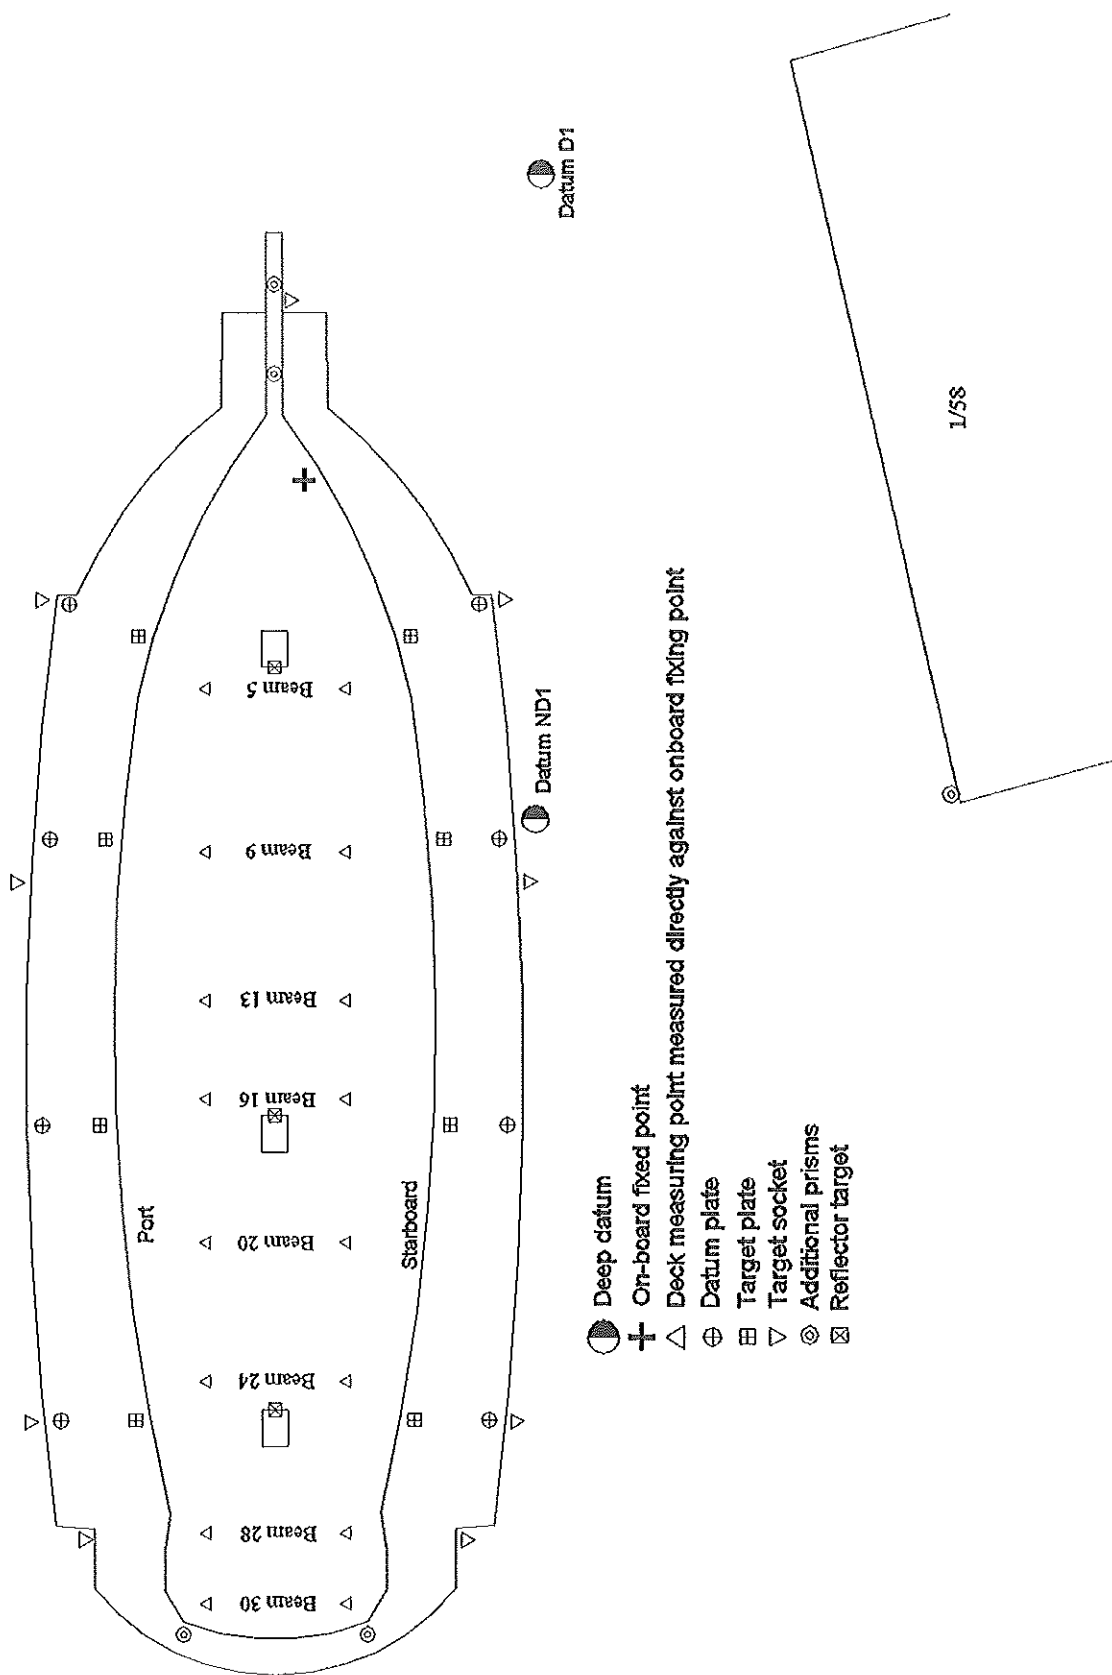 Port
Beam 30
Beam 28
Beam 24
Beam 20
Beam 16
Beam 13
Beam 9
Beam 5
Starboard
Datum ND1
Datum D1
Deep datum
On-board fixed point
Deck measuring point measured directly against onboard fixing point
Datum plate
Target plate
Target socket
Additional prisms
Reflector target
1/58